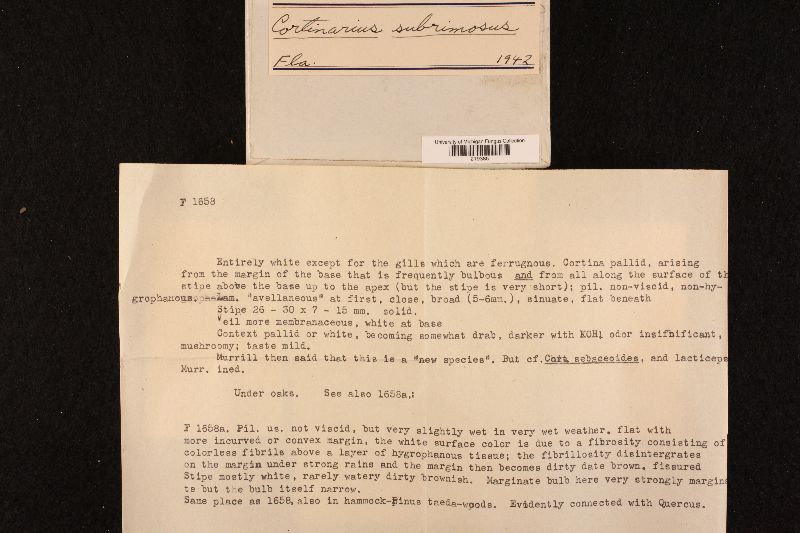 Cortinarius subrimosus
Fla. 1942
University of Michigan Fungus Collection
F 1658
Entirely white except for the gills which are ferrugnous. Cortina pallid, arising
from the margin of the base that is frequently bulbous and from all along the surface of th
stipe above the base up to the apex (but the stipe is very short); pil. non-viscid, non-hy-
grophanous. Lam. "avellaneous" at first, close, broad (5-6mm.), sinuate, flat beneath
Stipe 26 - 30 x 7 - 15 mm. solid.
Veil more membranaceous, white at base
Context pallid or white, becoming somewhat drab, darker with KOH; odor insifnificant,
mushroomy; taste mild.
Murrill then said that this is a "new species". But cf. Cort. sebaceoides, and lacticeps
Murr. ined.
Under oaks. See also 1658a.:
F 1658a. Pil. us. not viscid, but very slightly wet in very wet weather. flat with
more incurved or convex margin. the white surface color is due to a fibrosity consisting of
colorless fibrils above a layer of hygrophanous tissue; the fibrillosity disintergrates
on the margin under strong rains and the margin then becomes dirty date brown. fissured
Stipe mostly white, rarely watery dirty brownish. Marginate bulb here very strongly margina
te but the bulb itself narrow.
Same place as 1658, also in hammock-Pinus taeda-woods. Evidently connected with Quercus.